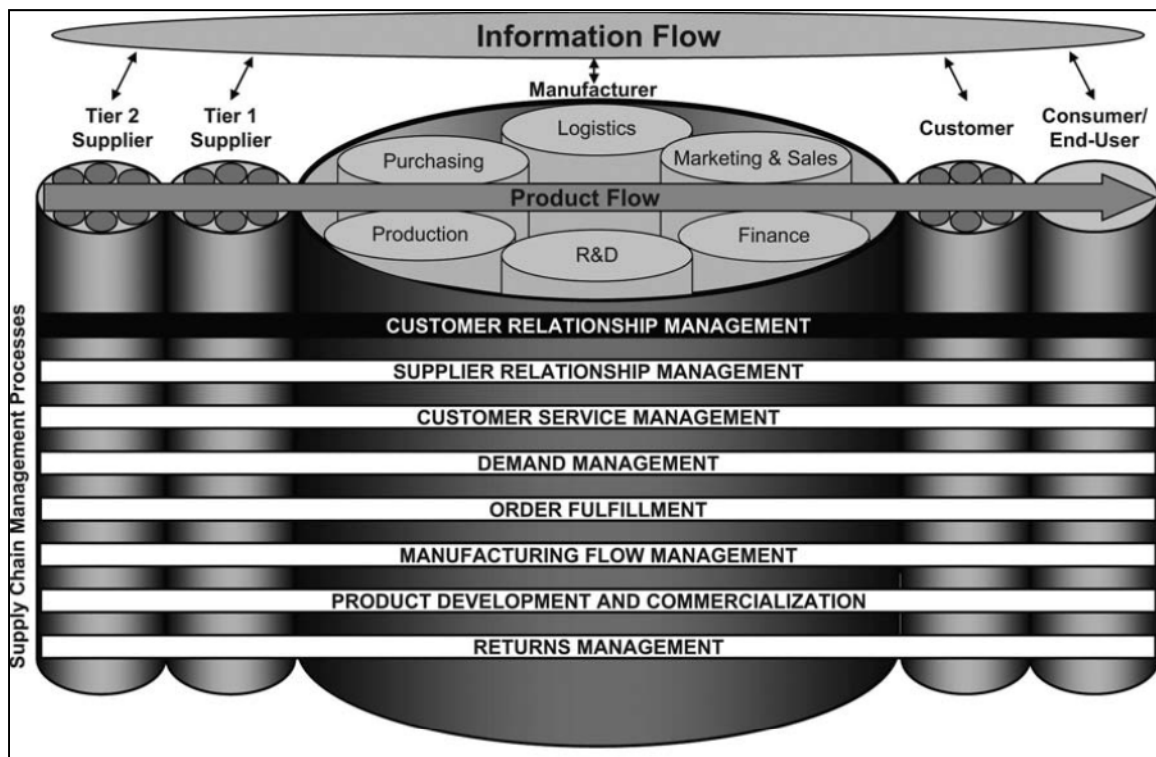 Information Flow
Manufacturer
Tier 2
Supplier
Tier 1
Supplier
Logistics
Purchasing
Marketing & Sales
Customer
Consumer/
End-User
Product Flow
Production
R&D
Finance
Supply Chain Management Processes
CUSTOMER RELATIONSHIP MANAGEMENT
SUPPLIER RELATIONSHIP MANAGEMENT
CUSTOMER SERVICE MANAGEMENT
DEMAND MANAGEMENT
ORDER FULFILLMENT
MANUFACTURING FLOW MANAGEMENT
PRODUCT DEVELOPMENT AND COMMERCIALIZATION
RETURNS MANAGEMENT